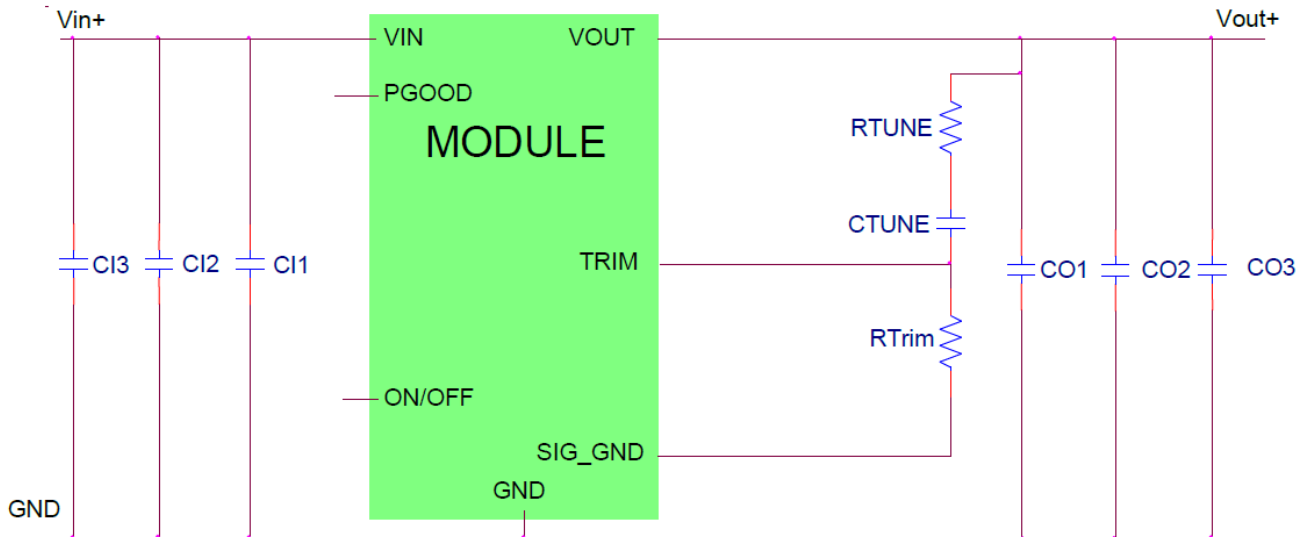 Vin+
Vout+
VIN
VOUT
PGOOD
MODULE
RTUNE
CTUNE
TRIM
CI3
CI2
CI1
CO1
CO2
CO3
RTrim
ON/OFF
SIG_GND
GND
GND